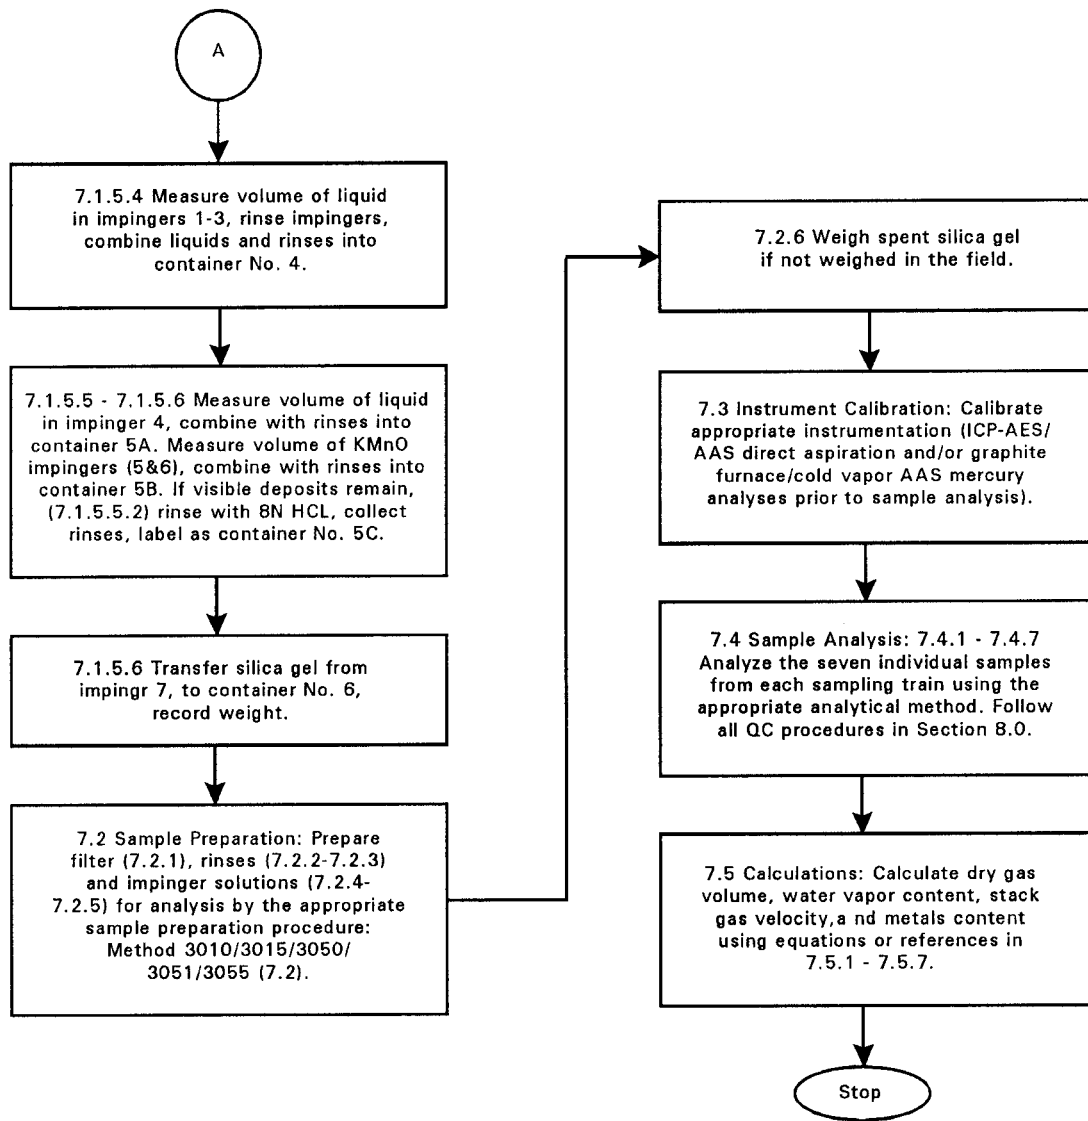 A
7.1.5.4 Measure volume of liquid
in impingers 1-3, rinse impingers,
combine liquids and rinses into
container No. 4.
7.1.5.5 - 7.1.5.6 Measure volume of liquid
in impinger 4, combine with rinses into
container 5A. Measure volume of KMnO
impingers (5&6), combine with rinses into
container 5B. If visible deposits remain,
(7.1.5.5.2) rinse with 8N HCL, collect
rinses, label as container No. 5C.
7.1.5.6 Transfer silica gel from
impingr 7, to container No. 6,
record weight.
7.2 Sample Preparation: Prepare
filter (7.2.1), rinses (7.2.2-7.2.3)
and impinger solutions (7.2.4-
7.2.5) for analysis by the appropriate
sample preparation procedure:
Method 3010/3015/3050/
3051/3055 (7.2).
7.2.6 Weigh spent silica gel
if not weighed in the field.
7.3 Instrument Calibration: Calibrate
appropriate instrumentation (ICP-AES/
AAS direct aspiration and/or graphite
furnace/cold vapor AAS mercury
analyses prior to sample analysis).
7.4 Sample Analysis: 7.4.1 - 7.4.7
Analyze the seven individual samples
from each sampling train using the
appropriate analytical method. Follow
all QC procedures in Section 8.0.
7.5 Calculations: Calculate dry gas
volume, water vapor content, stack
gas velocity,a nd metals content
using equations or references in
7.5.1 - 7.5.7.
Stop